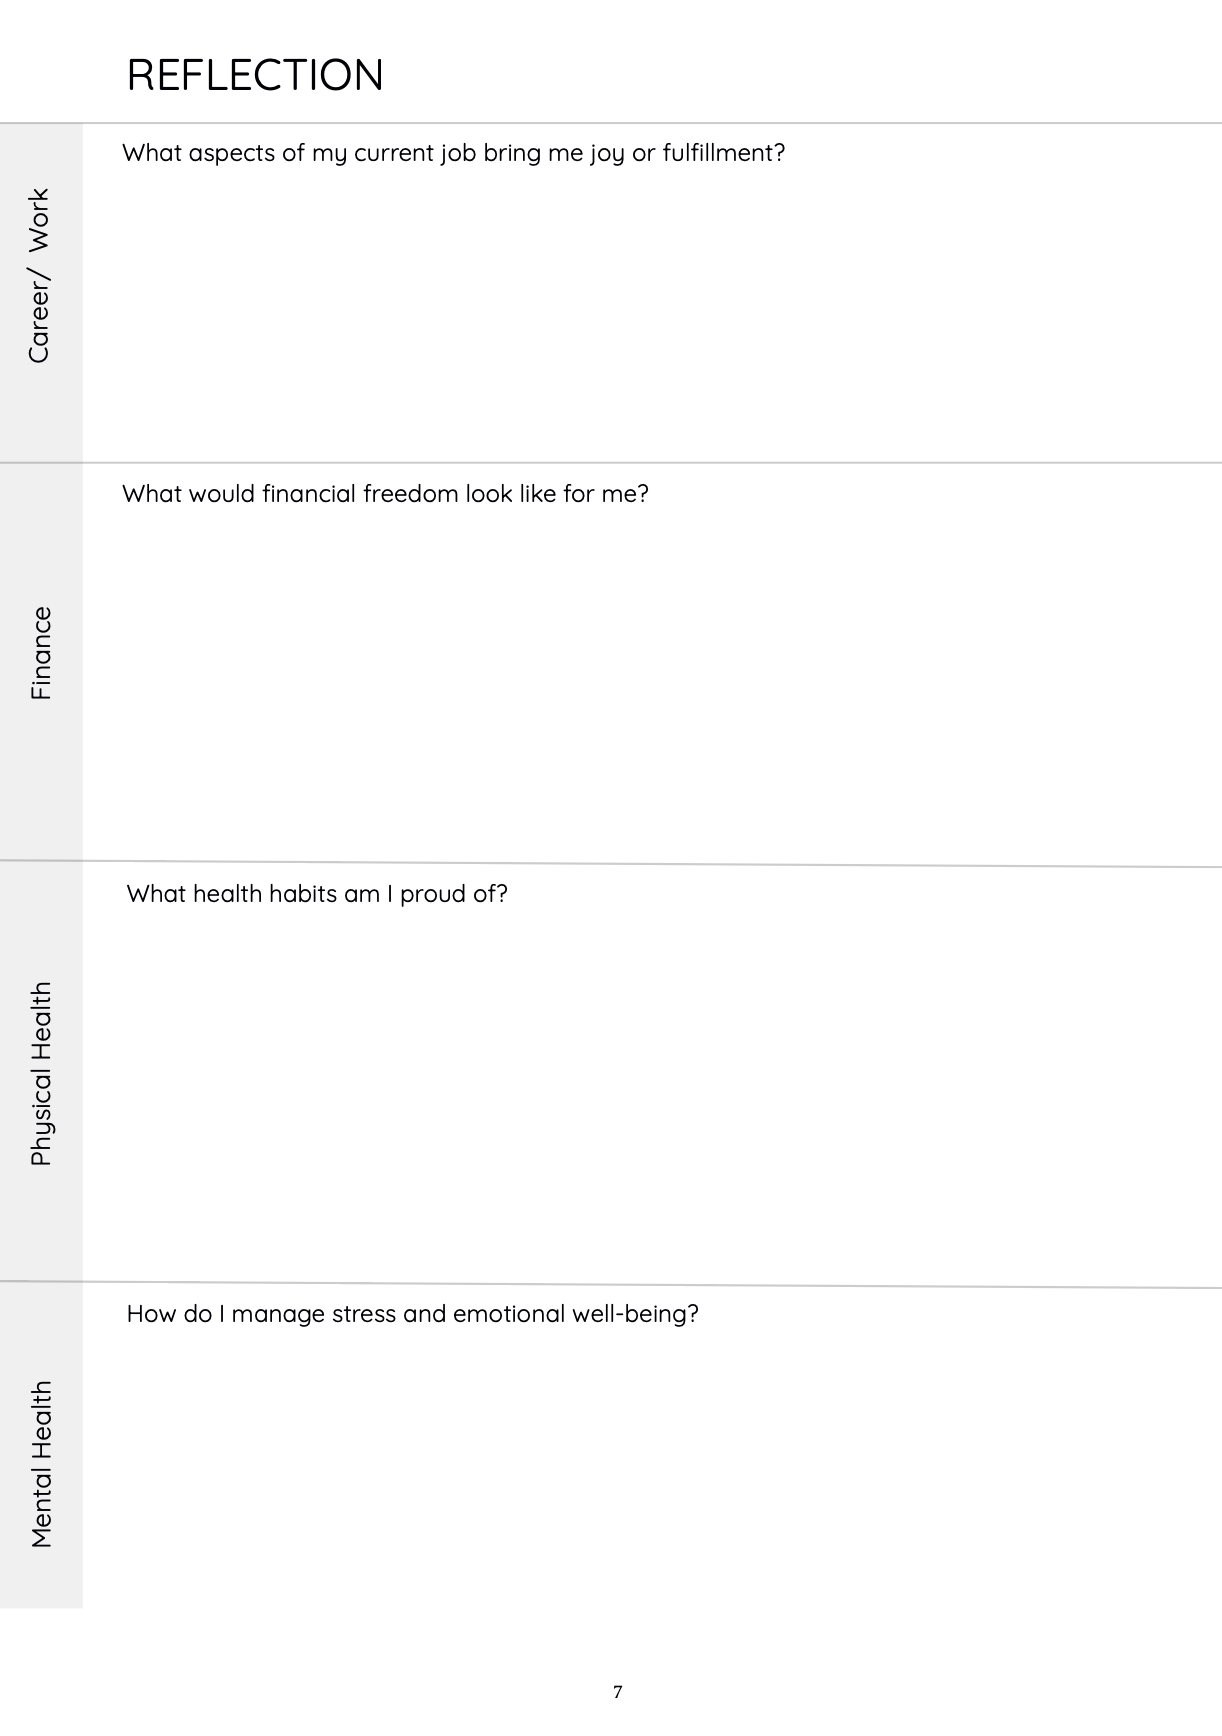 REFLECTION
What aspects of my current job bring me joy or fulfillment?
Career/ Work
What would financial freedom look like for me?
Finance
What health habits am I proud of?
Physical Health
How do I manage stress and emotional well-being?
Mental Health
7